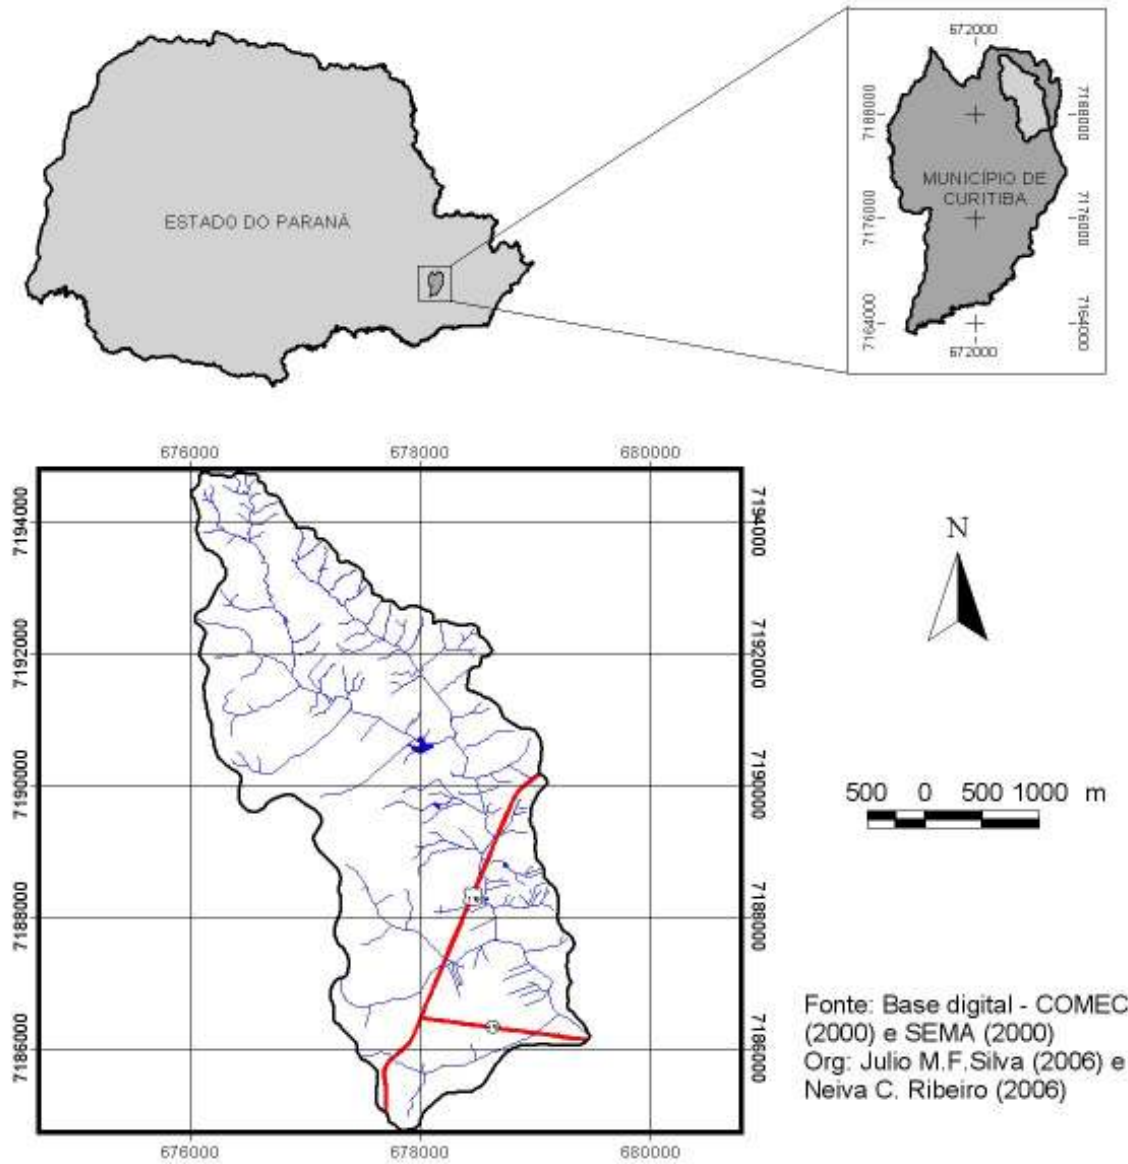 672000
7188000
7188000
ESTADO DO PARANÁ
MUNICÍPIO DE
CURITIBA
7176000
7176000
7164000
7164000
672000
676000
678000
680000
7194000
7194000
N
7192000
7192000
7190000
7190000
500 0 500 1000 m
7188000
7188000
Fonte: Base digital - COMEC
(2000) e SEMA (2000)
Org: Julio M.F.Silva (2006) e
Neiva C. Ribeiro (2006)
7186000
7186000
676000
678000
680000